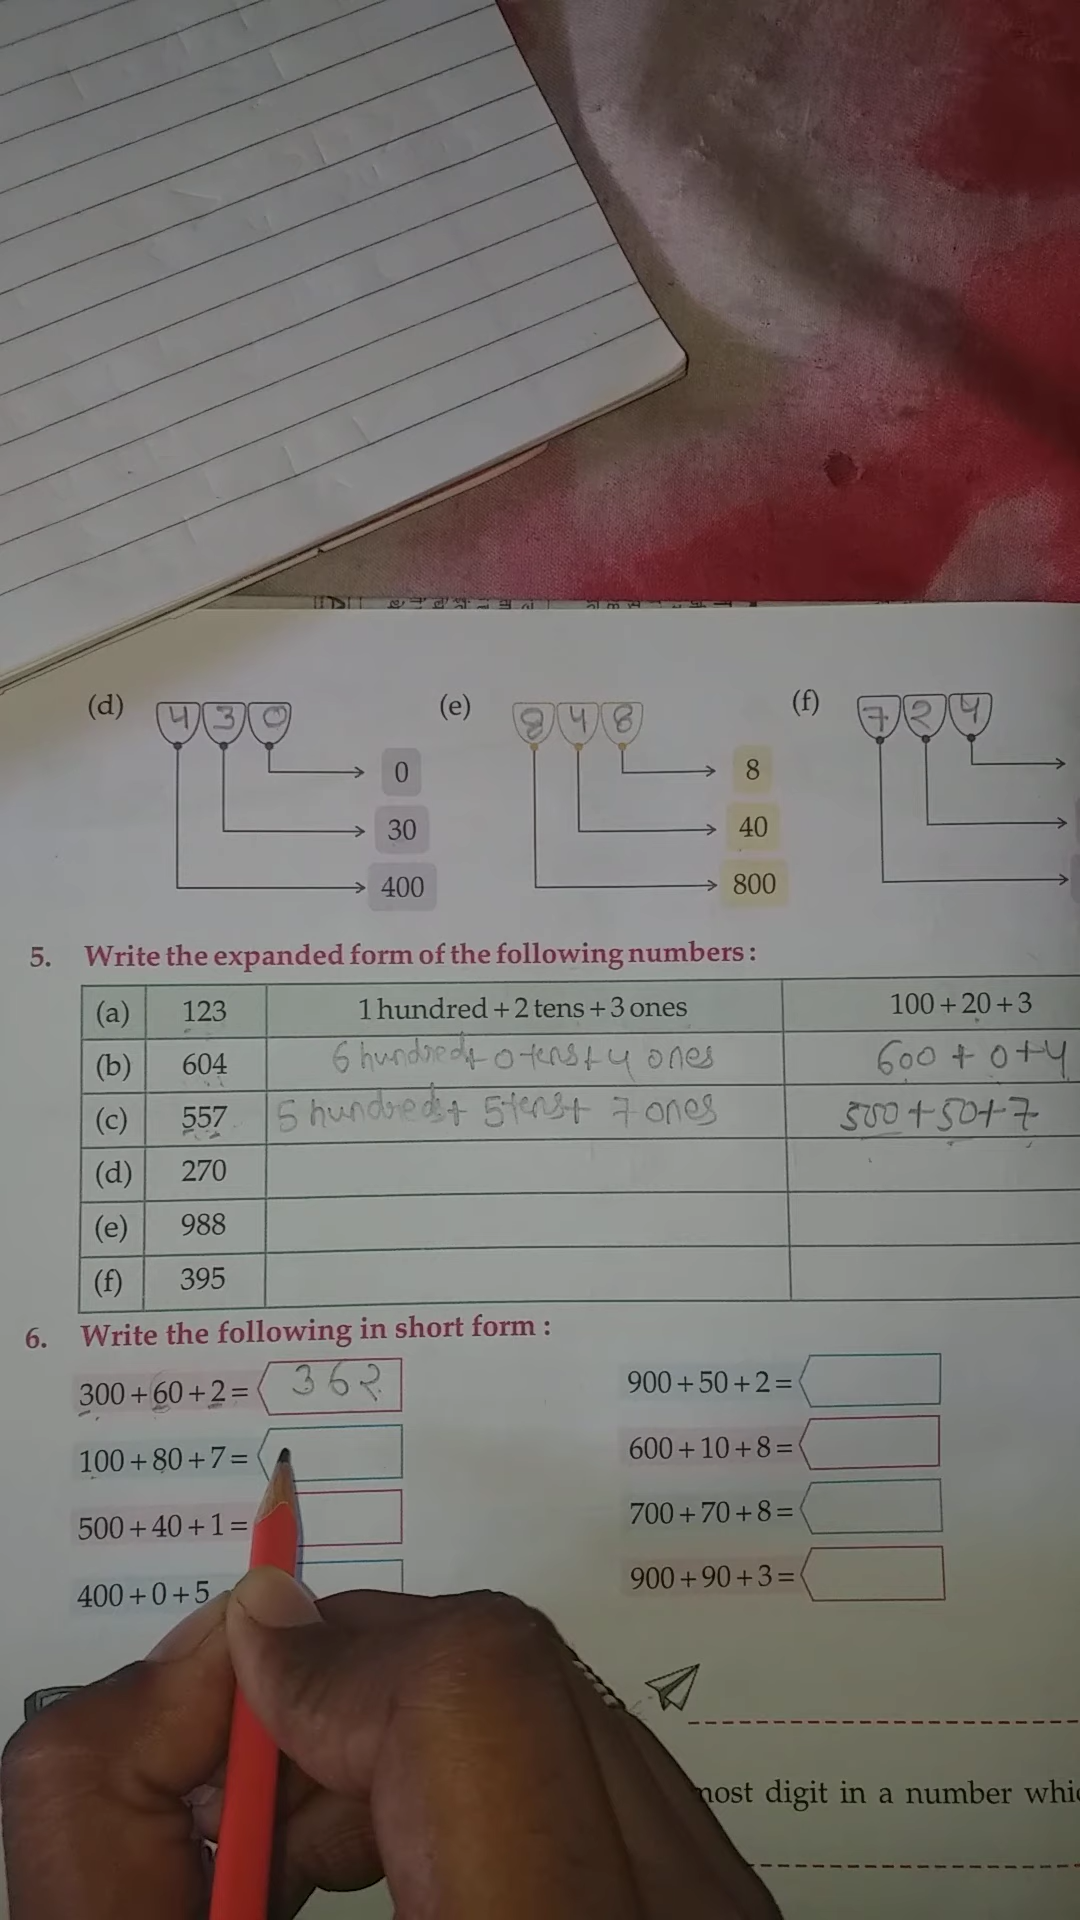 (d) 4 3 0 (e) 8 4 8 (f) 7 2 4
0 8
30 40
400 800
5. Write the expanded form of the following numbers :
(a) 123 1 hundred + 2 tens + 3 ones 100 + 20 + 3
(b) 604 6 hundred + 0 tens + 4 ones 600 + 0 + 4
(c) 557 5 hundreds + 5 tens + 7 ones 500 + 50 + 7
(d) 270
(e) 988
(f) 395
6. Write the following in short form :
300 + 60 + 2 = 362 900 + 50 + 2 =
100 + 80 + 7 = 600 + 10 + 8 =
500 + 40 + 1 = 700 + 70 + 8 =
400 + 0 + 5 900 + 90 + 3 =
digit in a number